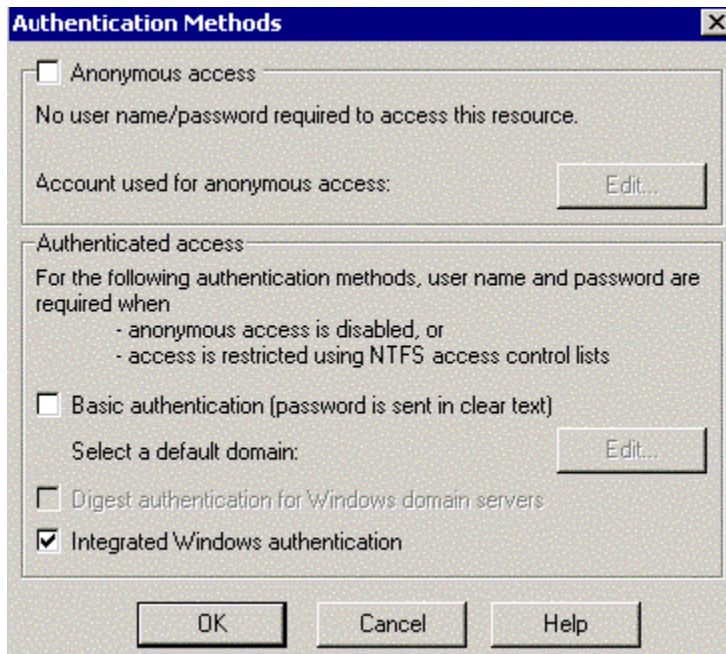 Authentication Methods
Anonymous access
No user name/password required to access this resource.
Account used for anonymous access:
Edit...
Authenticated access
For the following authentication methods, user name and password are
required when
- anonymous access is disabled, or
- access is restricted using NTFS access control lists
Basic authentication (password is sent in clear text)
Select a default domain:
Edit...
Digest authentication for Windows domain servers
Integrated Windows authentication
OK
Cancel
Help